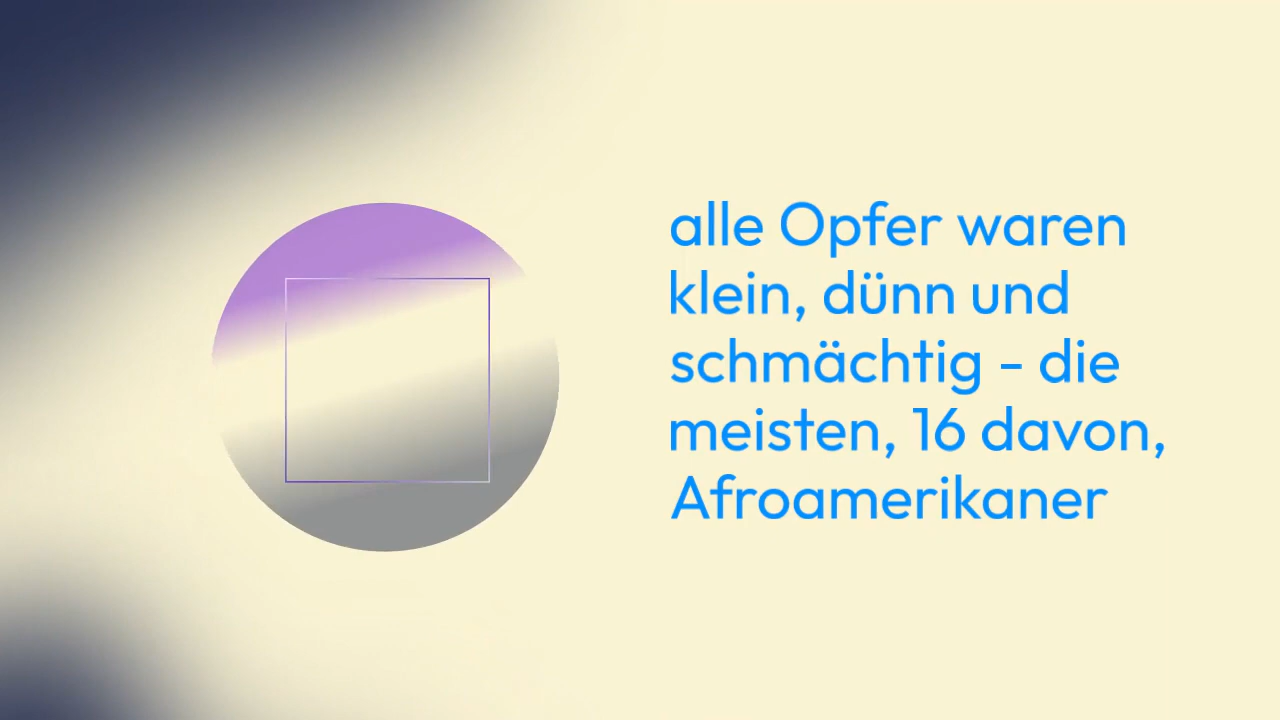 alle Opfer waren
klein, dünn und
schmächtig - die
meisten, 16 davon,
Afroamerikaner